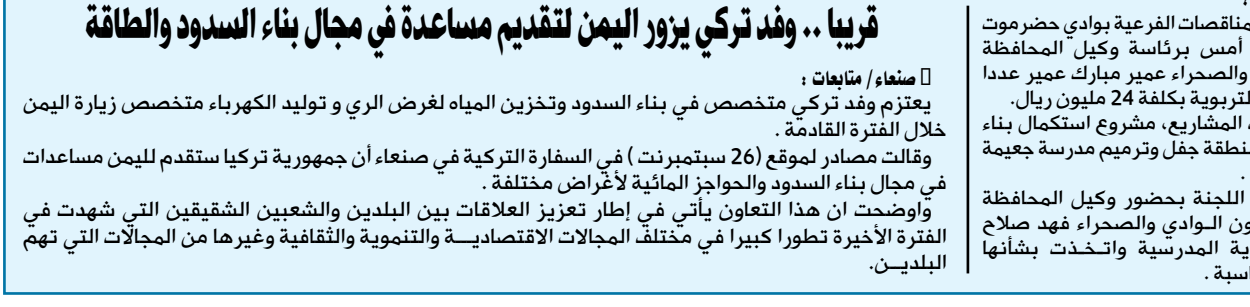 قريبا .. وفد تركي يزور اليمن لتقديم مساعدة في مجال بناء السدود والطاقة
صنعاء / متابعات :
يعتزم وفد تركي متخصص في بناء السدود وتخزين المياه لغرض الري و توليد الكهرباء متخصص زيارة اليمن
خلال الفترة القادمة .
وقالت مصادر لموقع (26 سبتمبرنت ) في السفارة التركية في صنعاء أن جمهورية تركيا ستقدم لليمن مساعدات
في مجال بناء السدود والحواجز المائية لأغراض مختلفة .
واوضحت ان هذا التعاون يأتي في إطار تعزيز العلاقات بين البلدين والشعبين الشقيقين التي شهدت في
الفترة الأخيرة تطورا كبيرا في مختلف المجالات الاقتصاديـــة والتنموية والثقافية وغيرها من المجالات التي تهم
البلديــن.
مناقصات الفرعية بوادي حضرموت
أمس برئاسة وكيل المحافظة
والصحراء عمير مبارك عمير عددا
لتربوية بكلفة 24 مليون ريال.
المشاريع، مشروع استكمال بناء
نطقة جفل وترميم مدرسة جعيمة
.
اللجنة بحضور وكيل المحافظة
ون الـوادي والصحراء فهد صلاح
ية المدرسية واتـخـذت بشأنها
اسبة .